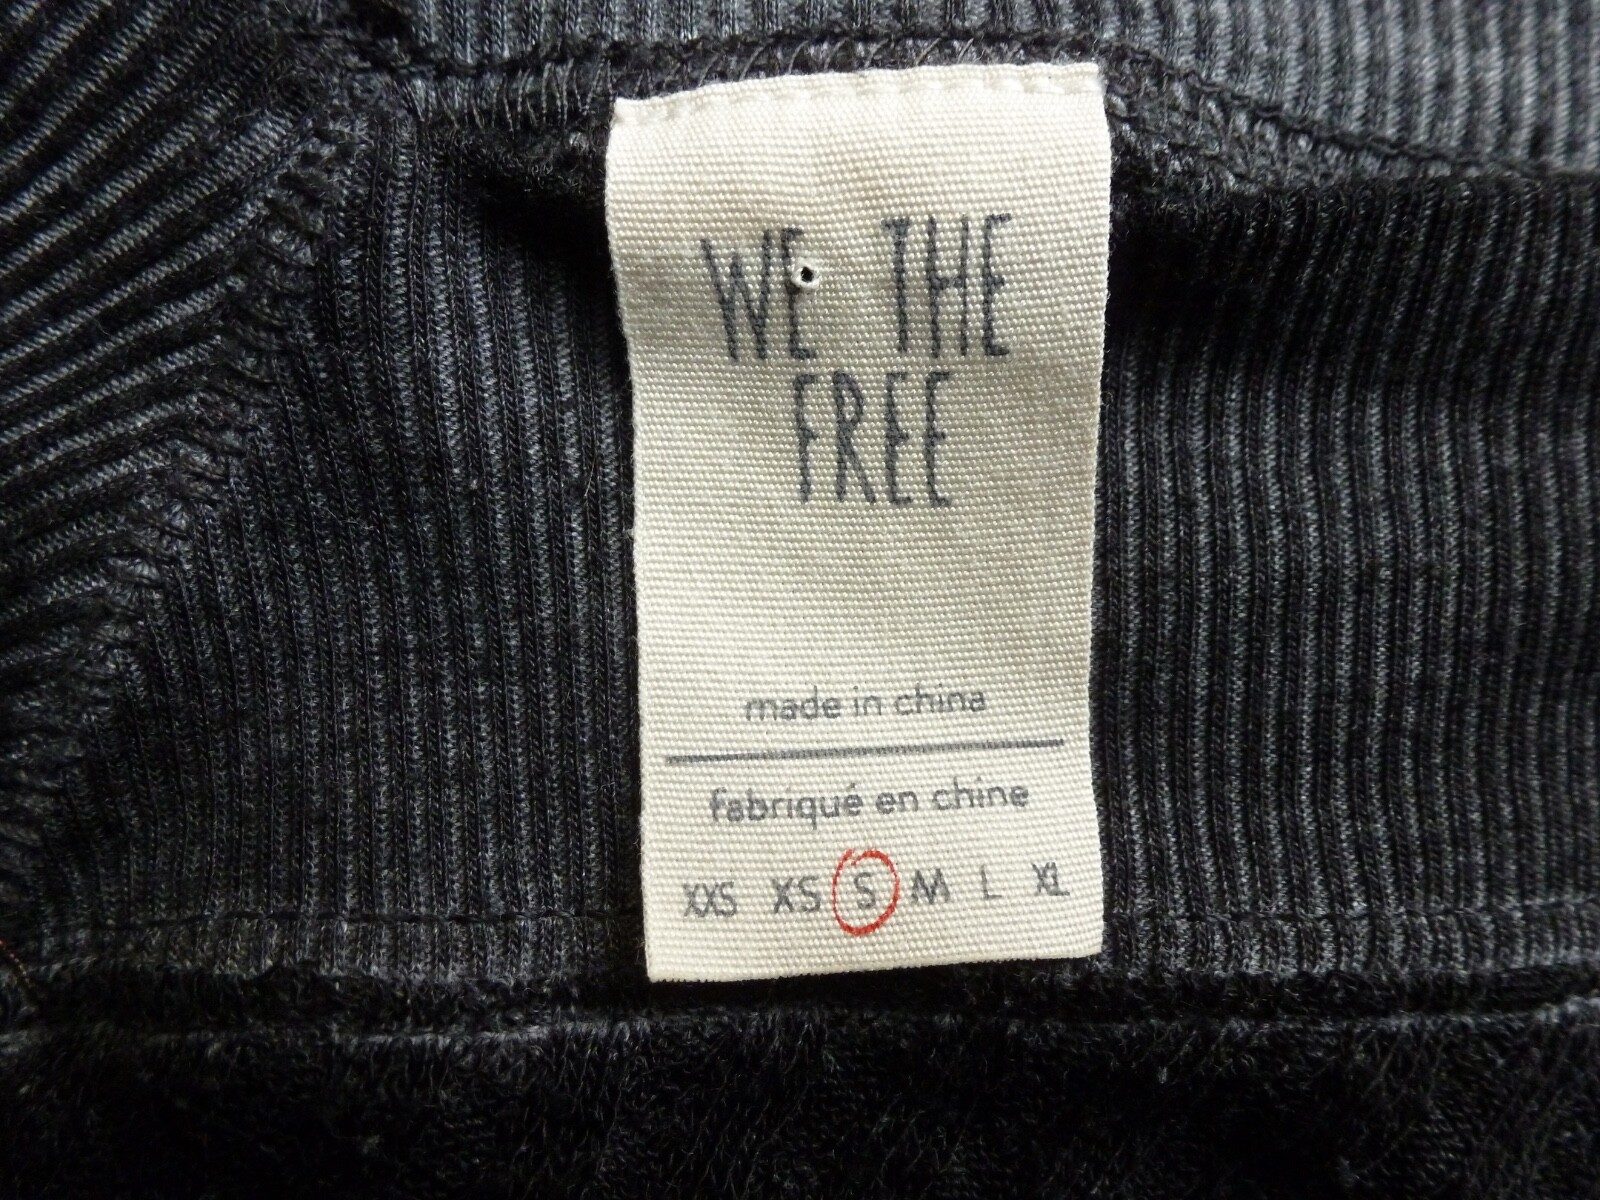 WE THE
FREE
made in china
fabriqué en chine
XXS XS S M L XL